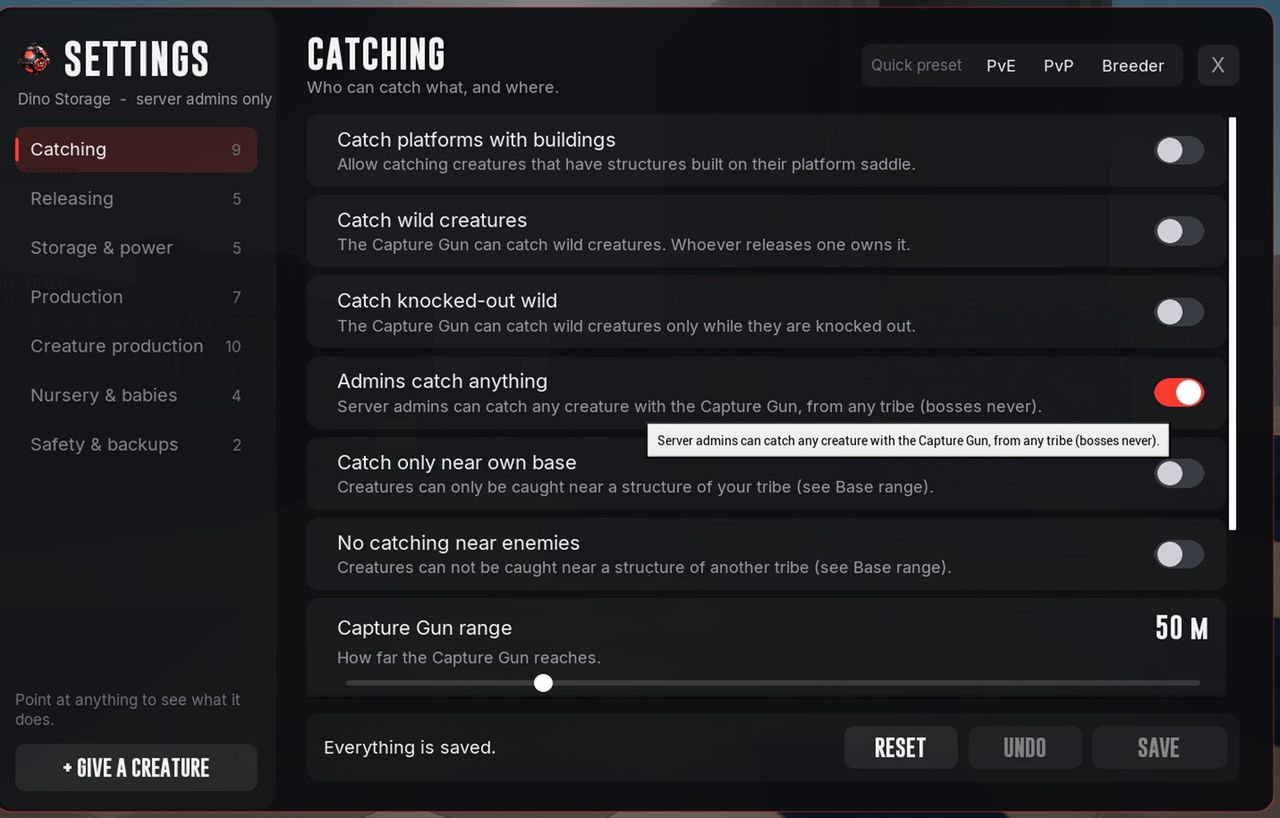 SETTINGS
Dino Storage - server admins only
Catching 9
Releasing 5
Storage & power 5
Production 7
Creature production 10
Nursery & babies 4
Safety & backups 2
Point at anything to see what it
does.
+ GIVE A CREATURE
CATCHING
Who can catch what, and where.
Quick preset PvE PvP Breeder X
Catch platforms with buildings
Allow catching creatures that have structures built on their platform saddle.
Catch wild creatures
The Capture Gun can catch wild creatures. Whoever releases one owns it.
Catch knocked-out wild
The Capture Gun can catch wild creatures only while they are knocked out.
Admins catch anything
Server admins can catch any creature with the Capture Gun, from any tribe (bosses never).
Server admins can catch any creature with the Capture Gun, from any tribe (bosses never).
Catch only near own base
Creatures can only be caught near a structure of your tribe (see Base range).
No catching near enemies
Creatures can not be caught near a structure of another tribe (see Base range).
Capture Gun range 50 M
How far the Capture Gun reaches.
Everything is saved. RESET UNDO SAVE